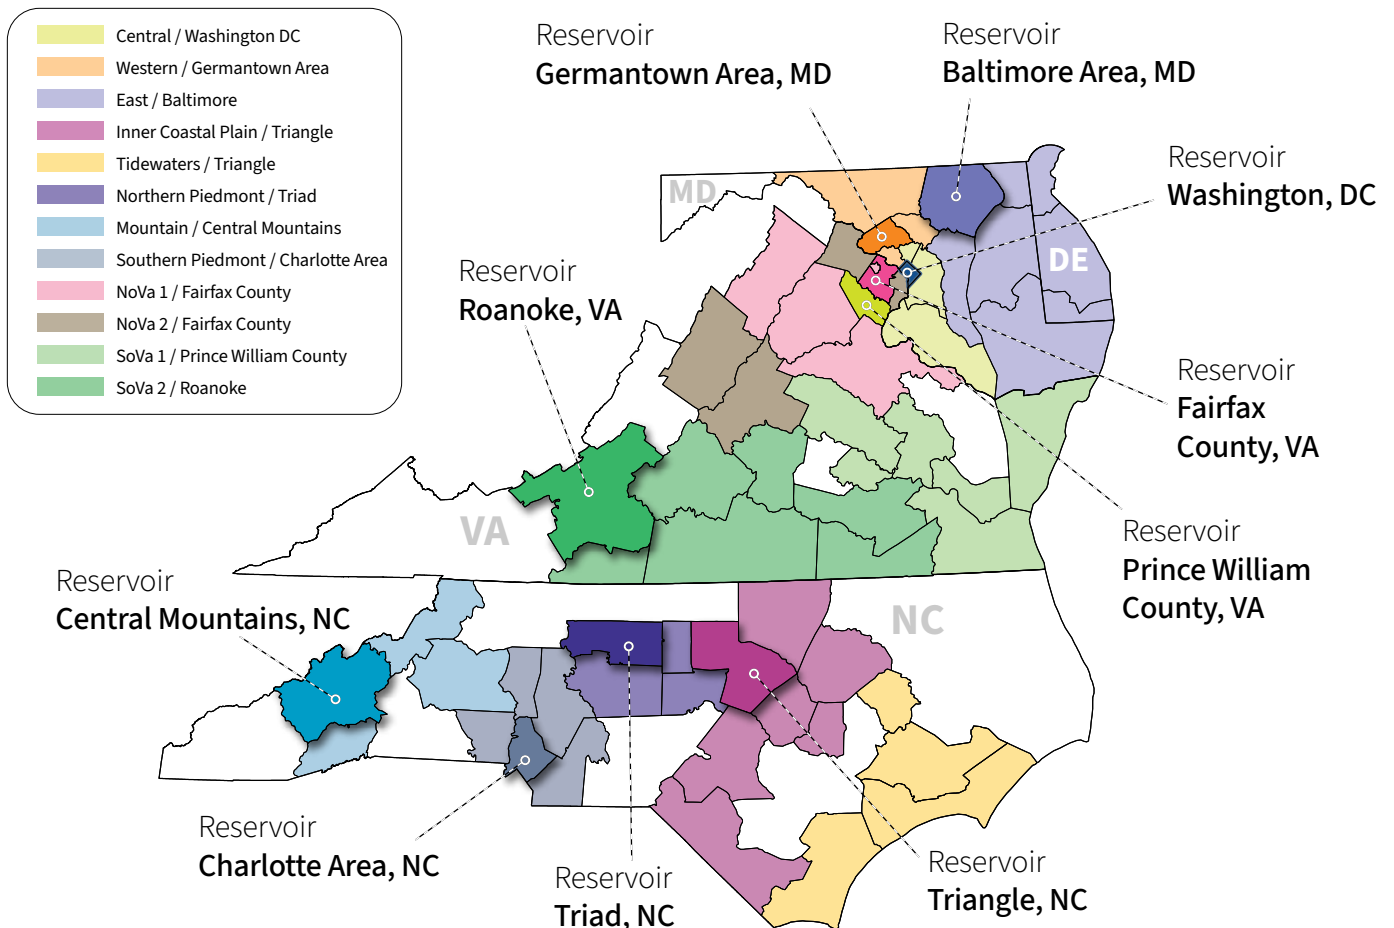 Central / Washington DC
Western / Germantown Area
East / Baltimore
Inner Coastal Plain / Triangle
Tidewaters / Triangle
Northern Piedmont / Triad
Mountain / Central Mountains
Southern Piedmont / Charlotte Area
NoVa 1 / Fairfax County
NoVa 2 / Fairfax County
SoVa 1 / Prince William County
SoVa 2 / Roanoke
Reservoir
Germantown Area, MD
Reservoir
Baltimore Area, MD
Reservoir
Washington, DC
MD
DE
Reservoir
Roanoke, VA
Reservoir
Fairfax
County, VA
VA
Reservoir
Prince William
County, VA
Reservoir
Central Mountains, NC
NC
Reservoir
Charlotte Area, NC
Reservoir
Triad, NC
Reservoir
Triangle, NC